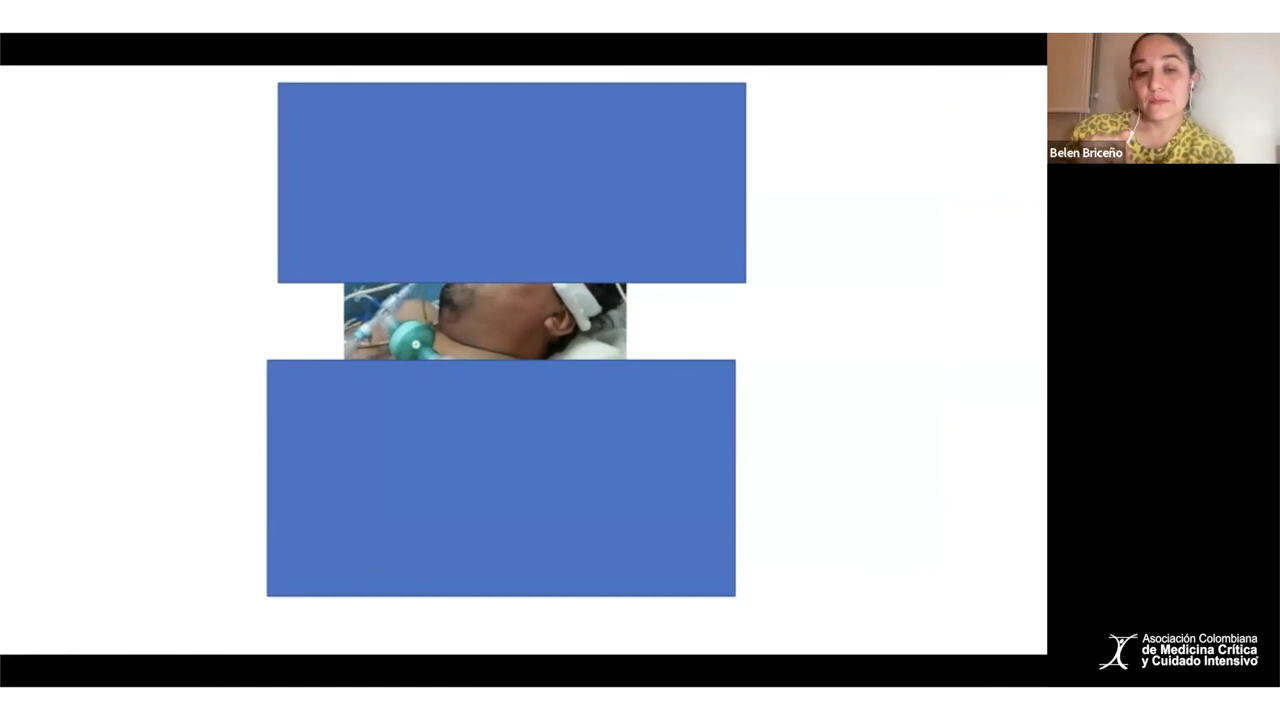 Belen Briceño
Asociación Colombiana
de Medicina Crítica
y Cuidado Intensivo